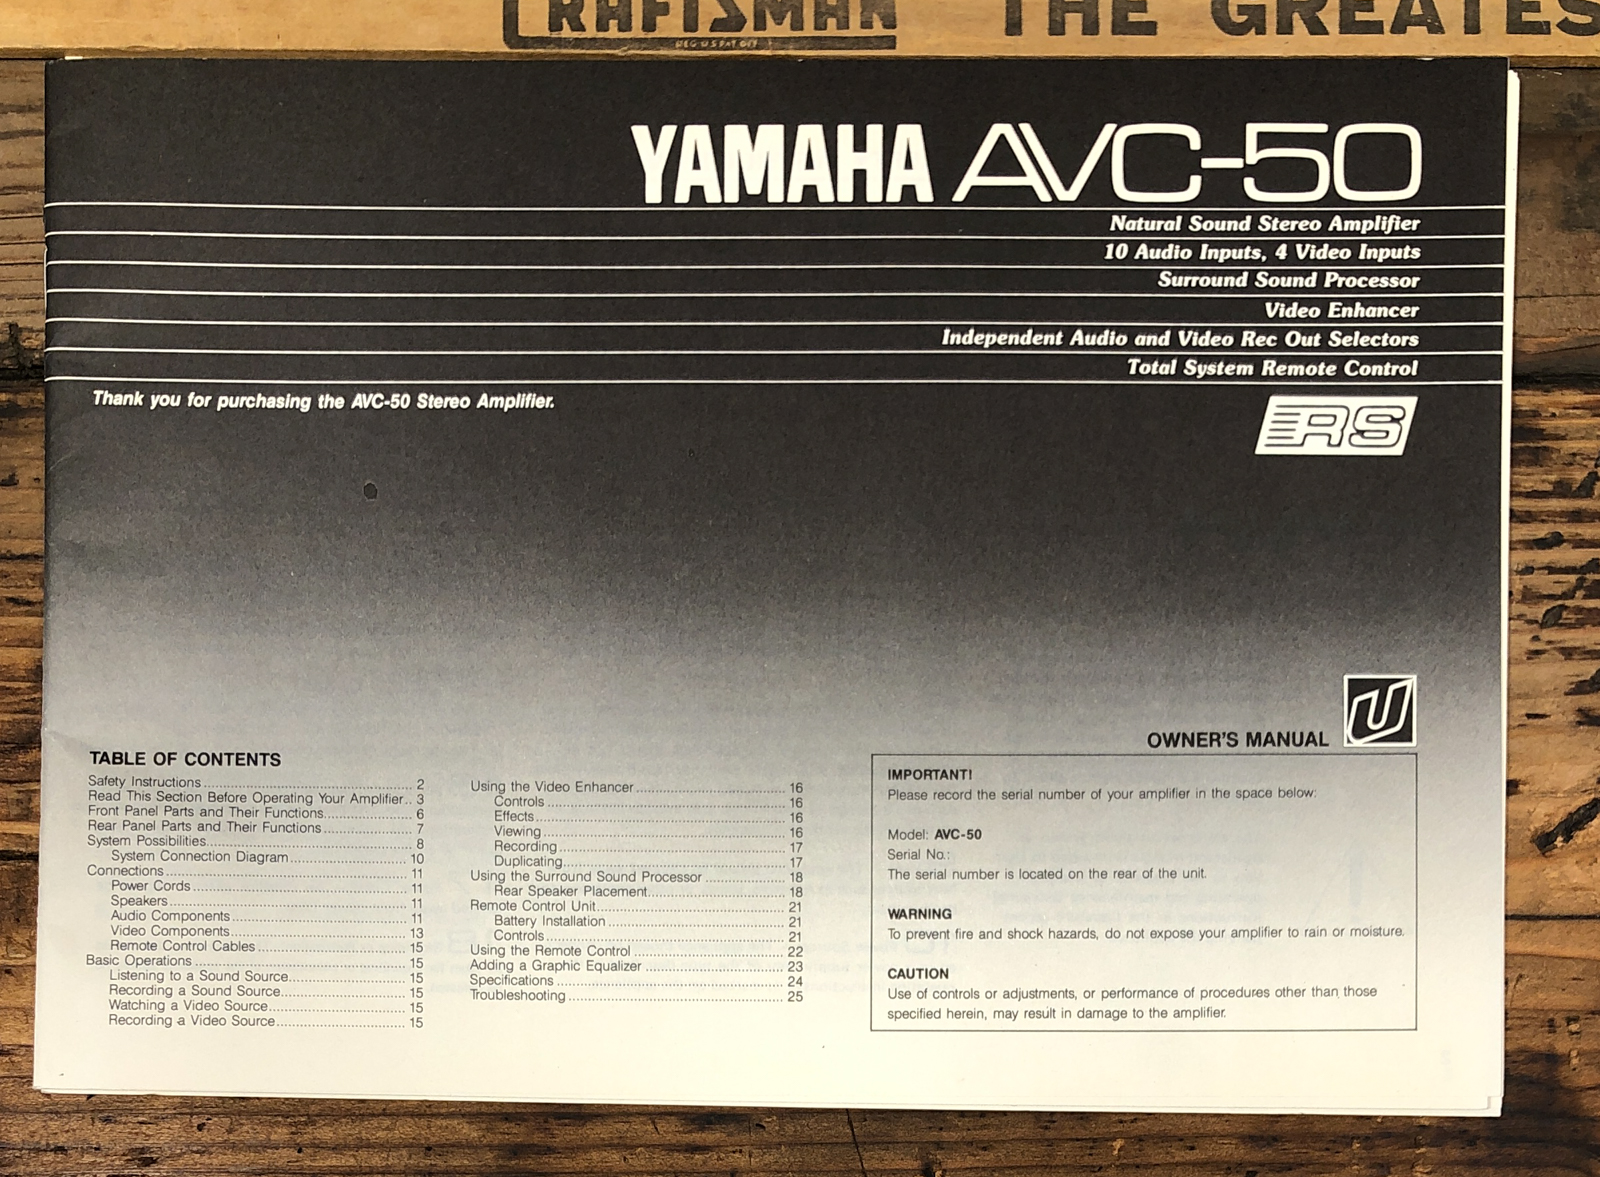 CRAFTSMAN THE GREATES
REG U S PAT OFF
YAMAHA AVC-50
Natural Sound Stereo Amplifier
10 Audio Inputs, 4 Video Inputs
Surround Sound Processor
Video Enhancer
Independent Audio and Video Rec Out Selectors
Total System Remote Control
Thank you for purchasing the AVC-50 Stereo Amplifier.
RS
U
OWNER'S MANUAL
TABLE OF CONTENTS
Safety Instructions 2
Read This Section Before Operating Your Amplifier 3
Front Panel Parts and Their Functions 6
Rear Panel Parts and Their Functions 7
System Possibilities 8
System Connection Diagram 10
Connections 11
Power Cords 11
Speakers 11
Audio Components 11
Video Components 13
Remote Control Cables 15
Basic Operations 15
Listening to a Sound Source 15
Recording a Sound Source 15
Watching a Video Source 15
Recording a Video Source 15
Using the Video Enhancer 16
Controls 16
Effects 16
Viewing 16
Recording 17
Duplicating 17
Using the Surround Sound Processor 18
Rear Speaker Placement 18
Remote Control Unit 21
Battery Installation 21
Controls 21
Using the Remote Control 22
Adding a Graphic Equalizer 23
Specifications 24
Troubleshooting 25
IMPORTANT!
Please record the serial number of your amplifier in the space below:
Model: AVC-50
Serial No.:
The serial number is located on the rear of the unit.
WARNING
To prevent fire and shock hazards, do not expose your amplifier to rain or moisture.
CAUTION
Use of controls or adjustments, or performance of procedures other than those
specified herein, may result in damage to the amplifier.